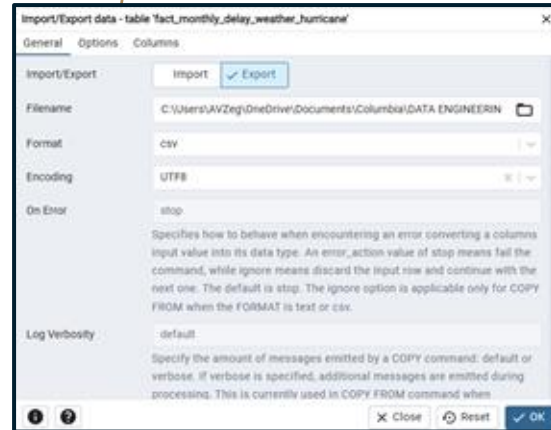 Import/Export data - table 'fact_monthly_delay_weather_hurricane'
General Options Columns
Import/Export Import Export
Filename C:\Users\AVZeg\OneDrive\Documents\Columbia\DATA ENGINEERIN
Format csv
Encoding UTF8
On Error stop
Specifies how to behave when encountering an error converting a columns
input value into its data type. An error_action value of stop means fail the
command, while ignore means discard the input row and continue with the
next one. The default is stop. The ignore option is applicable only for COPY
FROM when the FORMAT is text or csv.
Log Verbosity default
Specify the amount of messages emitted by a COPY command: default or
verbose. If verbose is specified, additional messages are emitted during
processing. This is currently used in COPY FROM command when
Close Reset OK